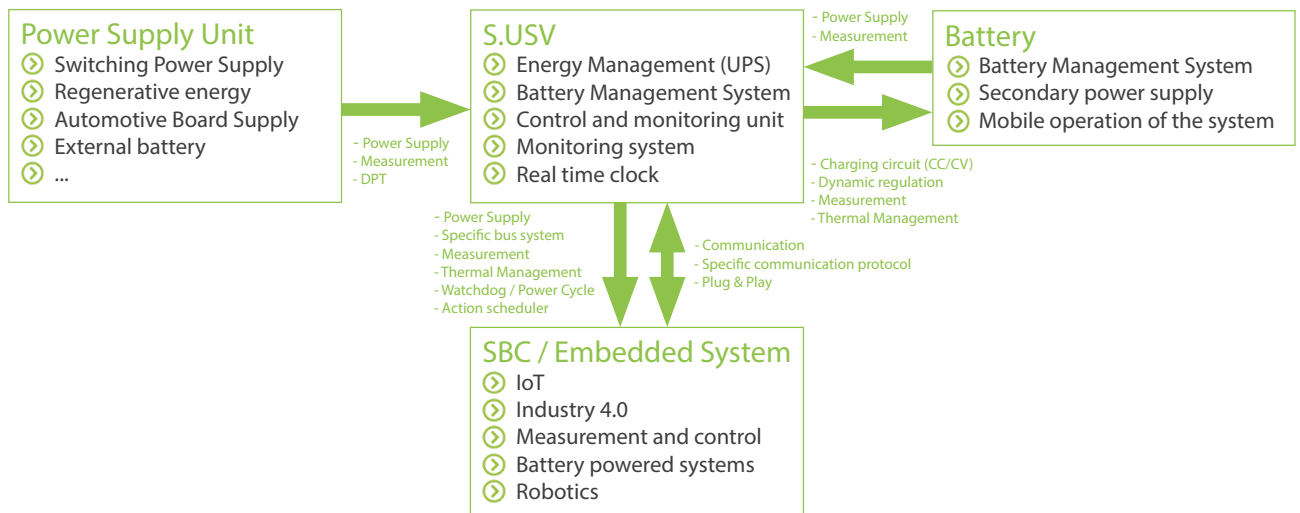 Power Supply Unit
Switching Power Supply
Regenerative energy
Automotive Board Supply
External battery
...
- Power Supply
- Measurement
- DPT
S.USV
Energy Management (UPS)
Battery Management System
Control and monitoring unit
Monitoring system
Real time clock
- Power Supply
- Measurement
Battery
Battery Management System
Secondary power supply
Mobile operation of the system
- Charging circuit (CC/CV)
- Dynamic regulation
- Measurement
- Thermal Management
- Power Supply
- Specific bus system
- Measurement
- Thermal Management
- Watchdog / Power Cycle
- Action scheduler
- Communication
- Specific communication protocol
- Plug & Play
SBC / Embedded System
IoT
Industry 4.0
Measurement and control
Battery powered systems
Robotics